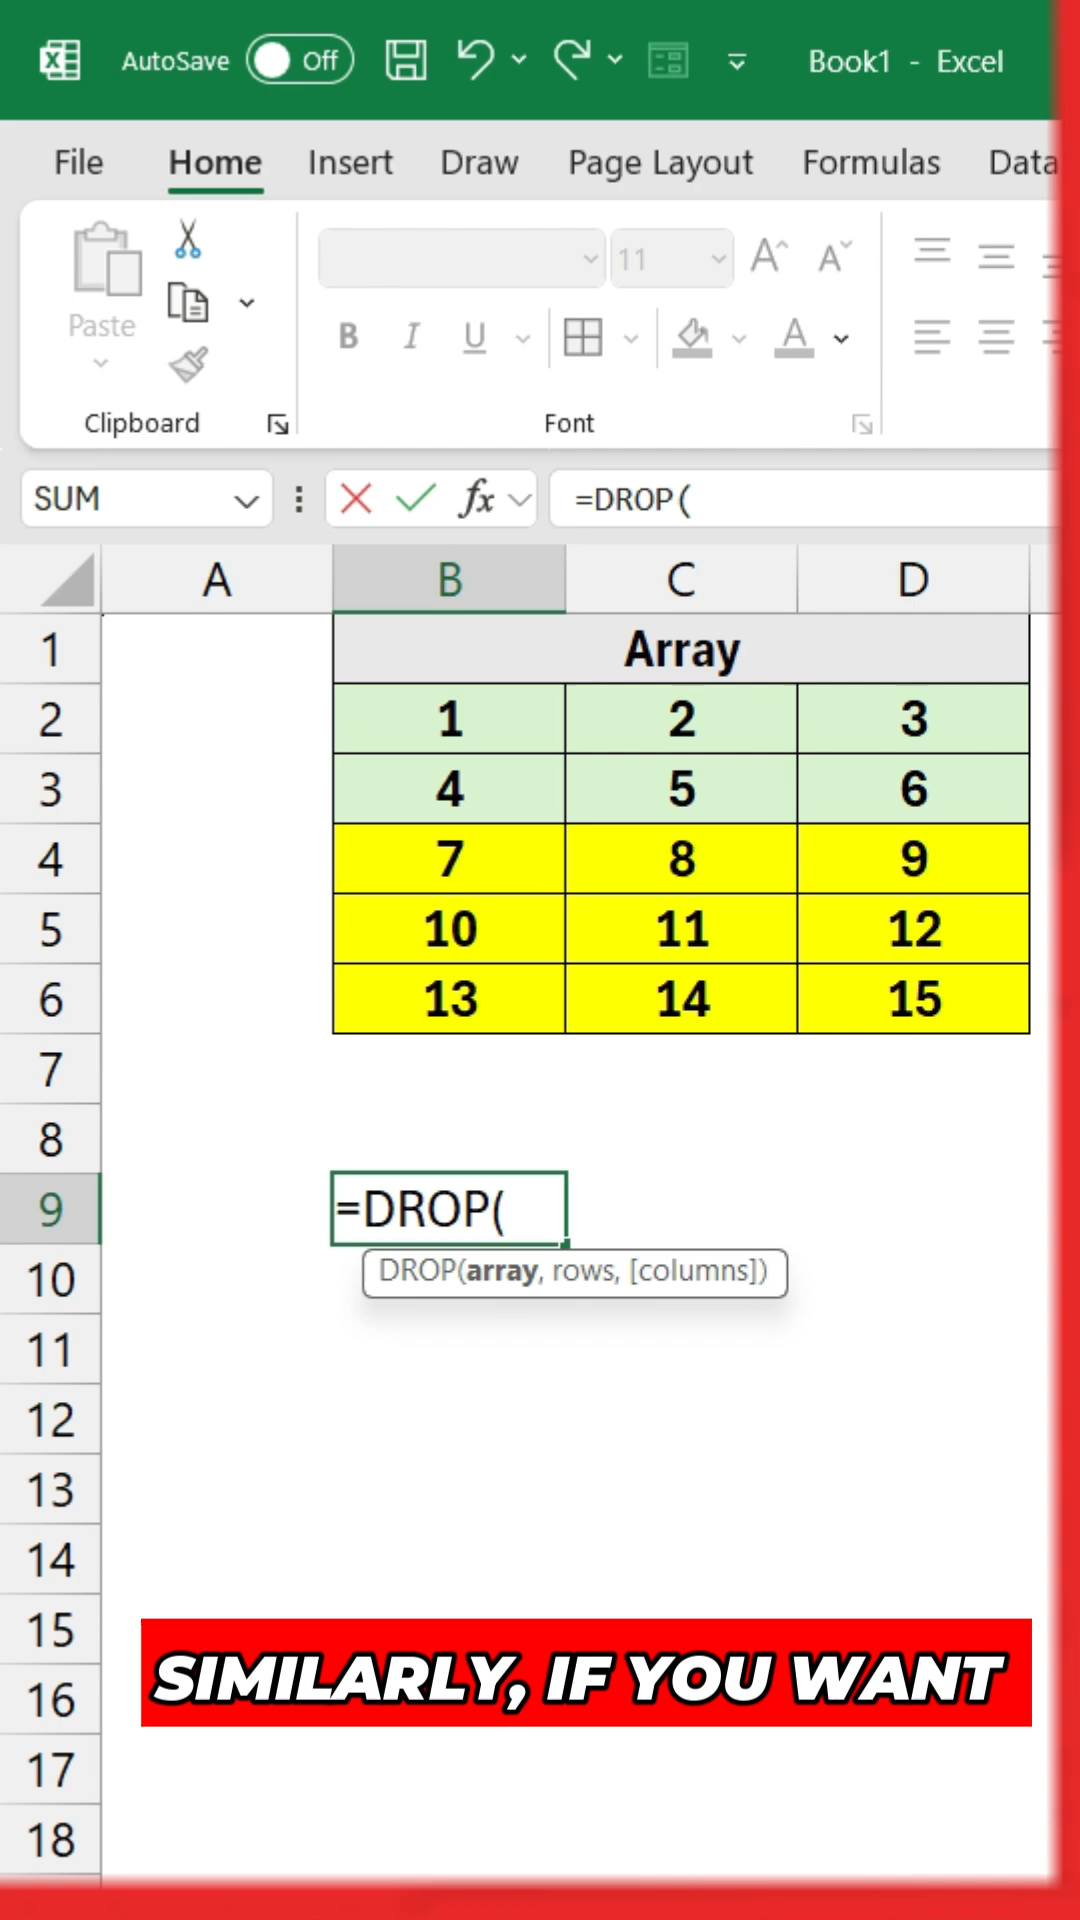 AutoSave Off Book1 - Excel
File Home Insert Draw Page Layout Formulas Data
11 A A
Paste B I U A
Clipboard Font
SUM fx =DROP(
A B C D
1 Array
2 1 2 3
3 4 5 6
4 7 8 9
5 10 11 12
6 13 14 15
7
8
9 =DROP(
10 DROP(array, rows, [columns])
11
12
13
14
15
SIMILARLY, IF YOU WANT
16
17
18